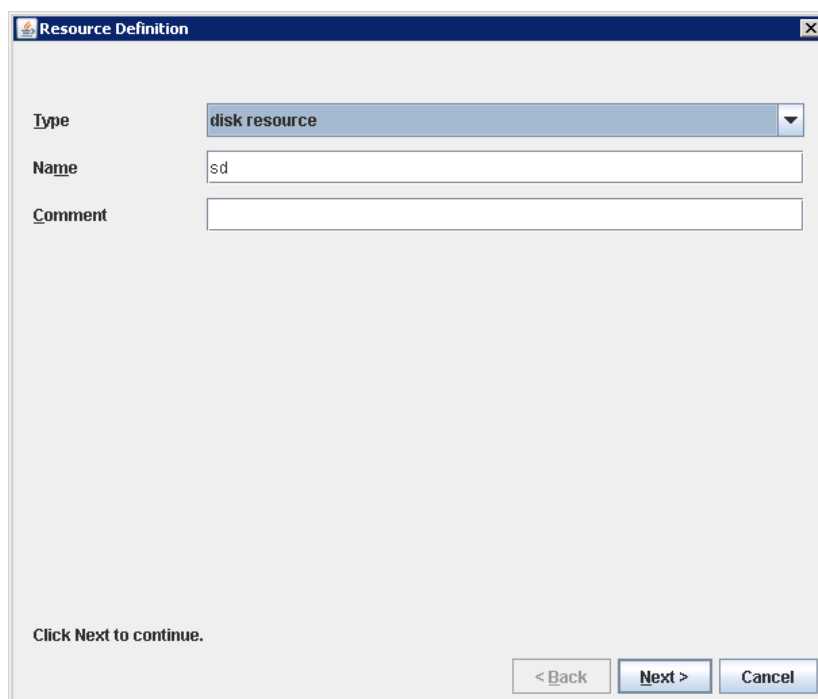 Resource Definition
Type disk resource
Name sd
Comment
Click Next to continue.
< Back Next > Cancel